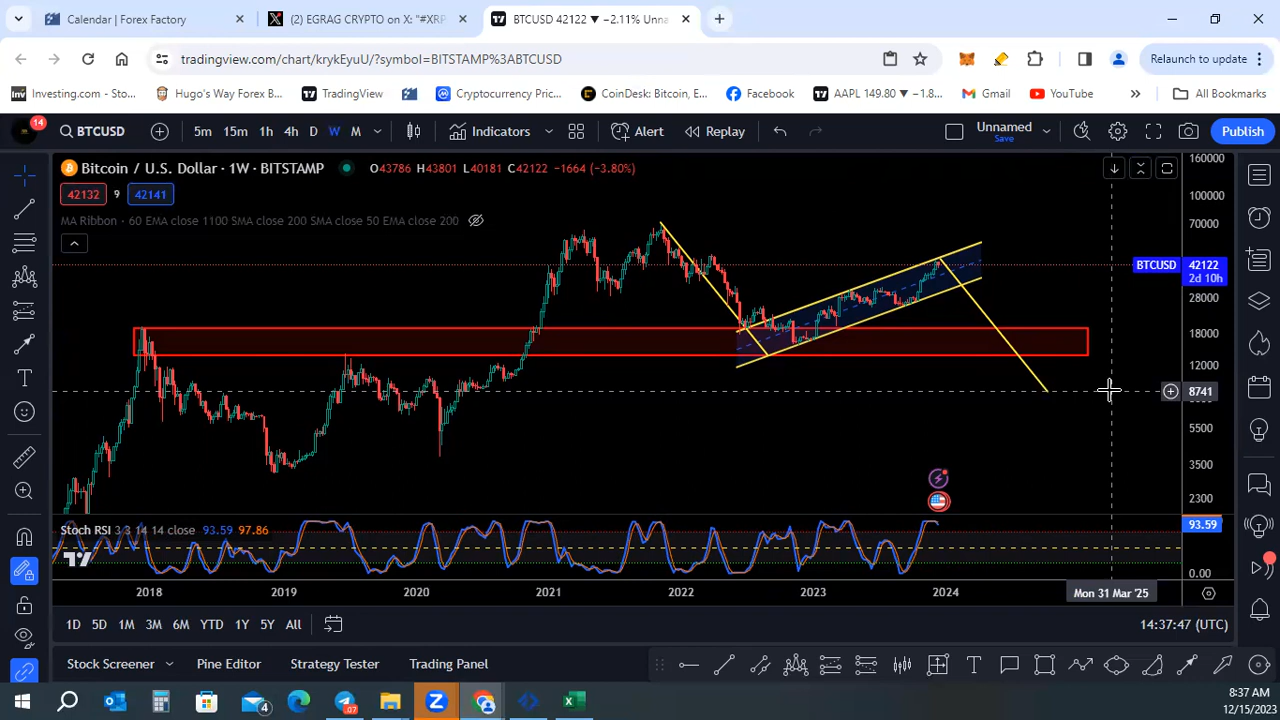 Calendar | Forex Factory
(2) EGRAG CRYPTO on X: "#XRP
BTCUSD 42122 ▼ −2.11% Unna
tradingview.com/chart/krykEyuU/?symbol=BITSTAMP%3ABTCUSD
Relaunch to update
Investing.com - Sto...
Hugo's Way Forex B...
TradingView
Cryptocurrency Pric...
CoinDesk: Bitcoin, E...
Facebook
AAPL 149.80 ▼ −1.8...
Gmail
YouTube
»
All Bookmarks
14
BTCUSD
5m 15m 1h 4h D W M
Indicators
Alert
Replay
Unnamed
Save
Publish
Bitcoin / U.S. Dollar · 1W · BITSTAMP
O43786 H43801 L40181 C42122 −1664 (−3.80%)
42132 9 42141
MA Ribbon · 60 EMA close 1100 SMA close 200 SMA close 50 EMA close 200
160000
100000
70000
BTCUSD 42122
2d 10h
28000
18000
12000
8741
5500
3500
2300
Stoch RSI 3 3 14 14 close 93.59 97.86
93.59
0.00
2018 2019 2020 2021 2022 2023 2024 Mon 31 Mar '25
1D 5D 1M 3M 6M YTD 1Y 5Y All
14:37:47 (UTC)
Stock Screener
Pine Editor
Strategy Tester
Trading Panel
4
07
8:37 AM
12/15/2023